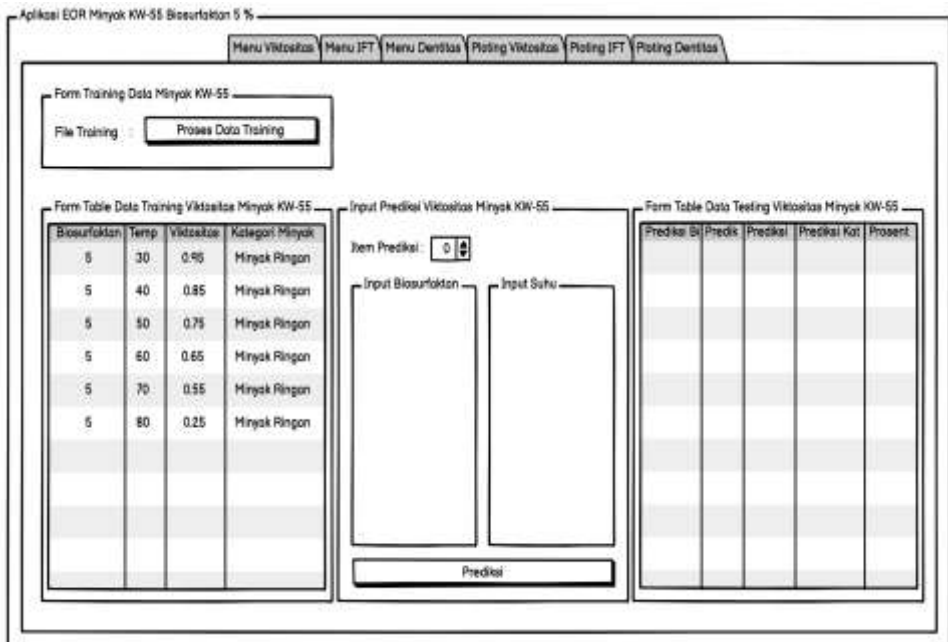 Aplikasi EOR Minyak KW-55 Biosurfaktan 5 %
Menu Viktositas Menu IFT Menu Dentitas Ploting Viktositas Ploting IFT Ploting Dentitas
Form Training Data Minyak KW-55
File Training : Proses Data Training
Form Table Data Training Viktositas Minyak KW-55
Biosurfaktan Temp Viktositas Kategori Minyak
5 30 0.95 Minyak Ringan
5 40 0.85 Minyak Ringan
5 50 0.75 Minyak Ringan
5 60 0.65 Minyak Ringan
5 70 0.55 Minyak Ringan
5 80 0.25 Minyak Ringan
Input Prediksi Viktositas Minyak KW-55
Item Prediksi : 0
Input Biosurfaktan Input Suhu
Prediksi
Form Table Data Testing Viktositas Minyak KW-55
Prediksi Bi Predik Prediksi Prediksi Kat Prosent